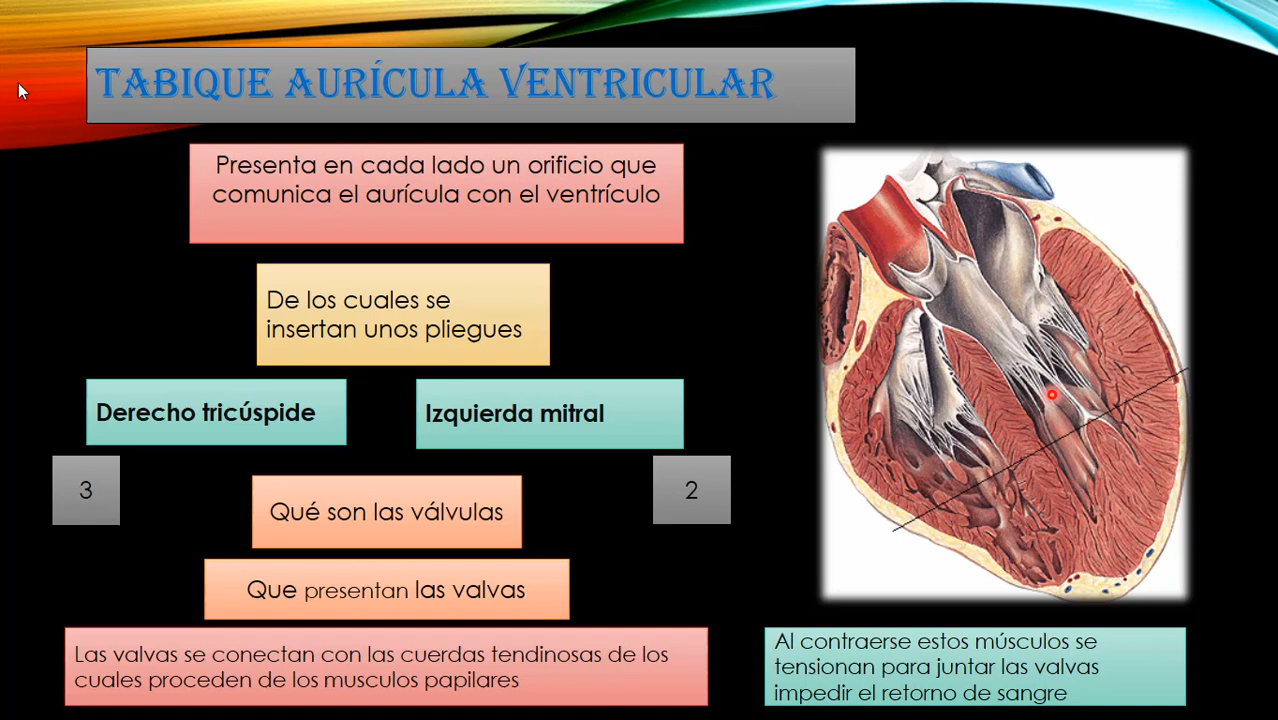 TABIQUE AURÍCULA VENTRICULAR
Presenta en cada lado un orificio que
comunica el aurícula con el ventrículo
De los cuales se
insertan unos pliegues
Derecho tricúspide
Izquierda mitral
3
2
Qué son las válvulas
Que presentan las valvas
Las valvas se conectan con las cuerdas tendinosas de los
cuales proceden de los musculos papilares
Al contraerse estos músculos se
tensionan para juntar las valvas
impedir el retorno de sangre